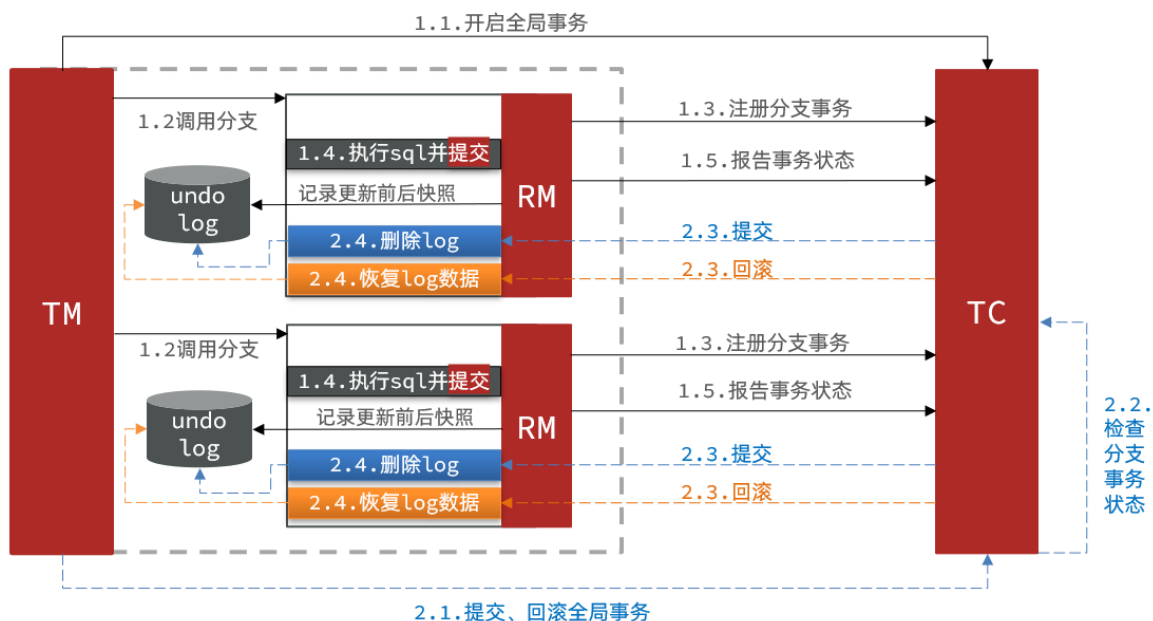 1.1.开启全局事务
TM
1.2调用分支
undo
log
1.4.执行sql并提交
记录更新前后快照
2.4.删除log
2.4.恢复log数据
RM
1.3.注册分支事务
1.5.报告事务状态
2.3.提交
2.3.回滚
TC
1.2调用分支
undo
log
1.4.执行sql并提交
记录更新前后快照
2.4.删除log
2.4.恢复log数据
RM
1.3.注册分支事务
1.5.报告事务状态
2.3.提交
2.3.回滚
2.2.
检查
分支
事务
状态
2.1.提交、回滚全局事务